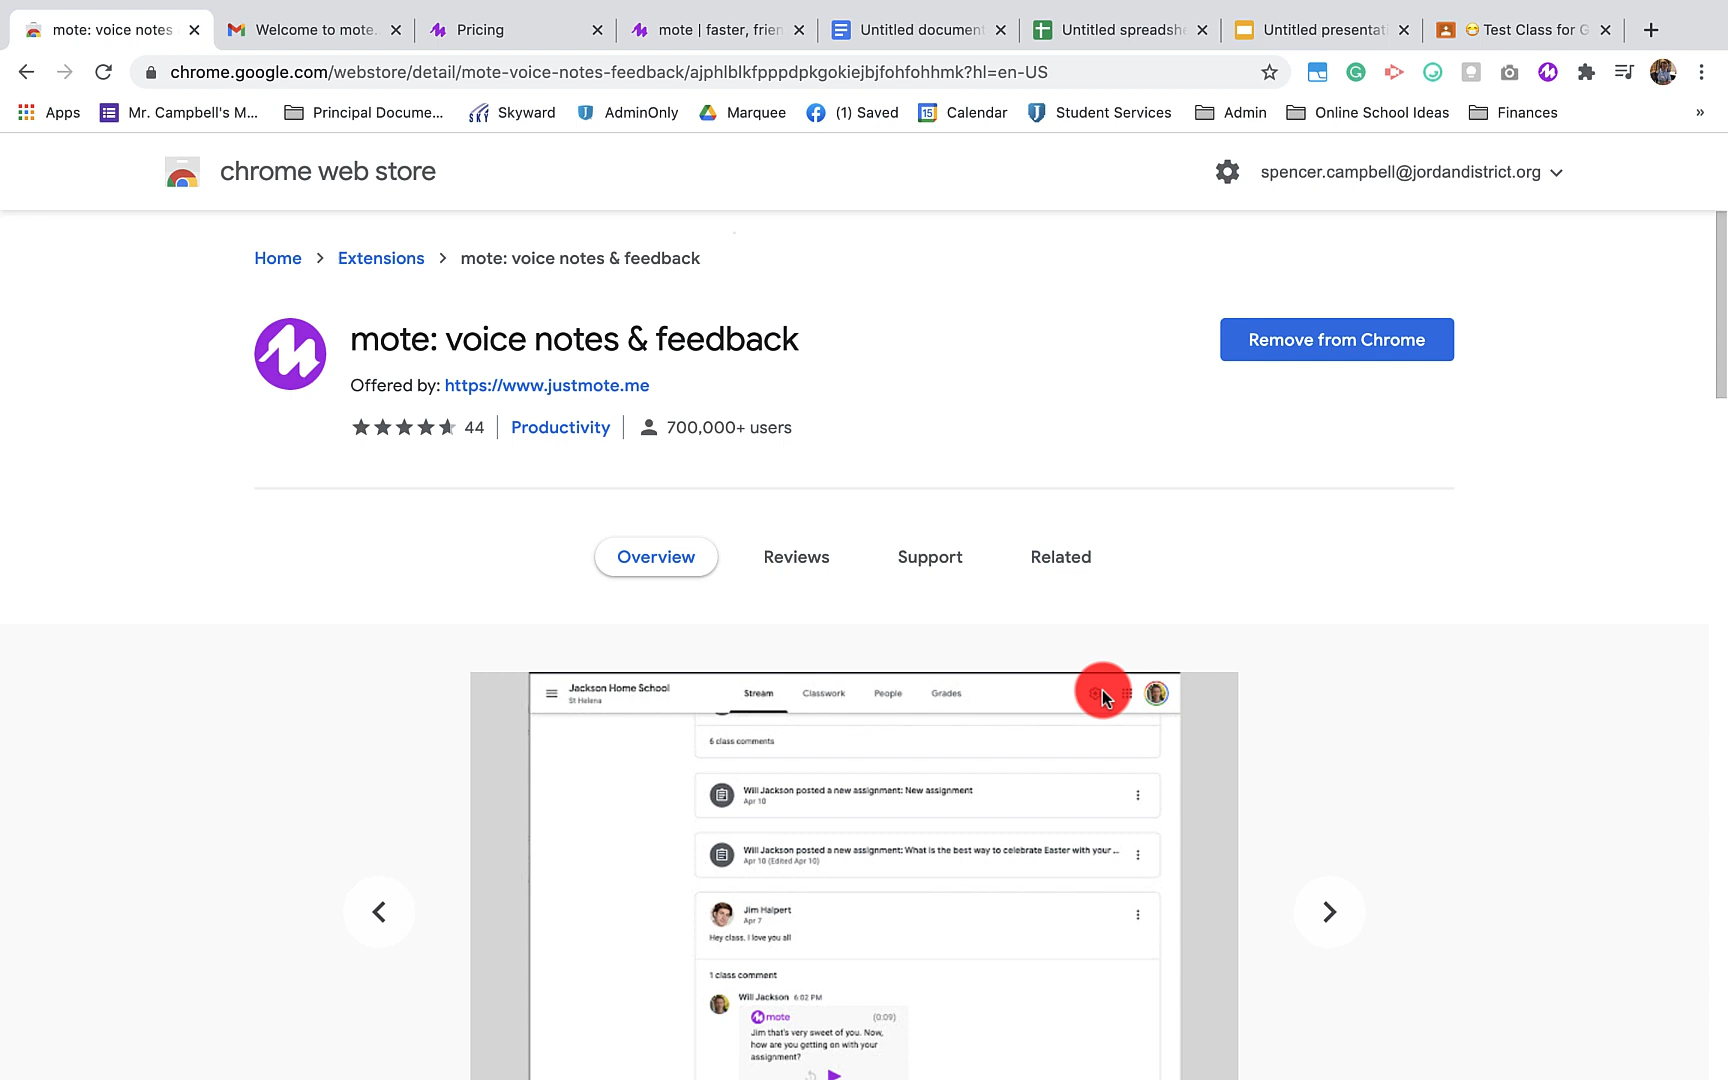 mote: voice notes
Welcome to mote.
Pricing
mote | faster, frien
Untitled document
Untitled spreadshe
Untitled presentati
Test Class for G
chrome.google.com/webstore/detail/mote-voice-notes-feedback/ajphlblkfpppdpkgokiejbjfohfohhmk?hl=en-US
Apps
Mr. Campbell's M...
Principal Docume...
Skyward
AdminOnly
Marquee
(1) Saved
15
Calendar
Student Services
Admin
Online School Ideas
Finances
»
chrome web store
spencer.campbell@jordandistrict.org
Home > Extensions > mote: voice notes & feedback
mote: voice notes & feedback
Remove from Chrome
Offered by: https://www.justmote.me
44
Productivity
700,000+ users
Overview
Reviews
Support
Related
Jackson Home School
St Helena
Stream
Classwork
People
Grades
6 class comments
Will Jackson posted a new assignment: New assignment
Apr 10
Will Jackson posted a new assignment: What is the best way to celebrate Easter with your ...
Apr 10 (Edited Apr 10)
Jim Halpert
Apr 7
Hey class. I love you all
1 class comment
Will Jackson 6:02 PM
mote (0:09)
Jim that's very sweet of you. Now,
how are you getting on with your
assignment?